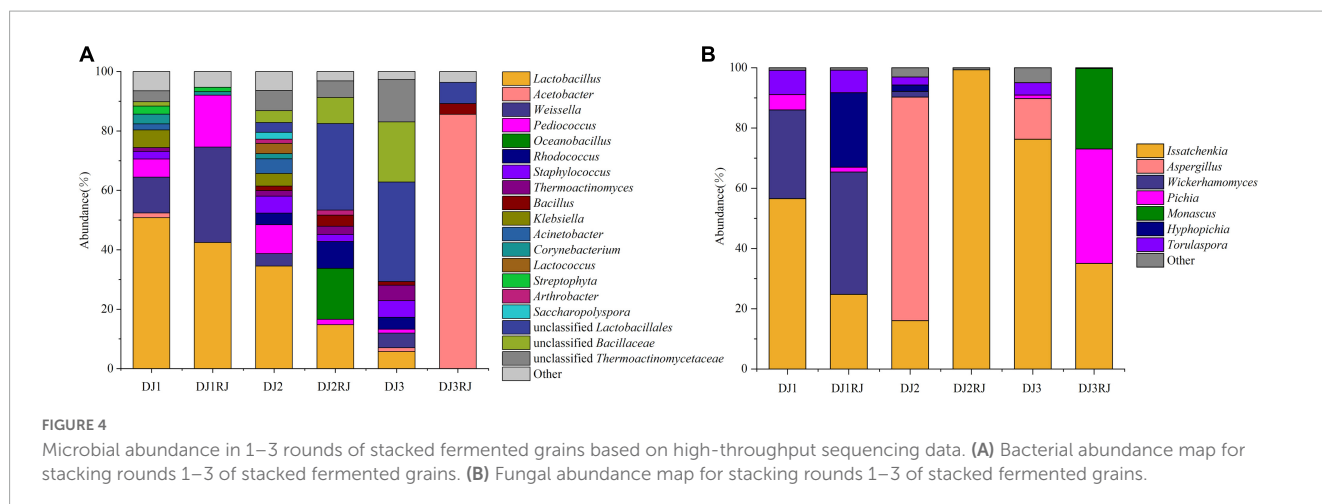 A
Abundance(%)
100
80
60
40
20
0
DJ1 DJ1RJ DJ2 DJ2RJ DJ3 DJ3RJ
Lactobacillus
Acetobacter
Weissella
Pediococcus
Oceanobacillus
Rhodococcus
Staphylococcus
Thermoactinomyces
Bacillus
Klebsiella
Acinetobacter
Corynebacterium
Lactococcus
Streptophyta
Arthrobacter
Saccharopolyspora
unclassified Lactobacillales
unclassified Bacillaceae
unclassified Thermoactinomycetaceae
Other
B
Abundance(%)
100
80
60
40
20
0
DJ1 DJ1RJ DJ2 DJ2RJ DJ3 DJ3RJ
Issatchenkia
Aspergillus
Wickerhamomyces
Pichia
Monascus
Hyphopichia
Torulaspora
Other
FIGURE 4
Microbial abundance in 1–3 rounds of stacked fermented grains based on high-throughput sequencing data. (A) Bacterial abundance map for
stacking rounds 1–3 of stacked fermented grains. (B) Fungal abundance map for stacking rounds 1–3 of stacked fermented grains.